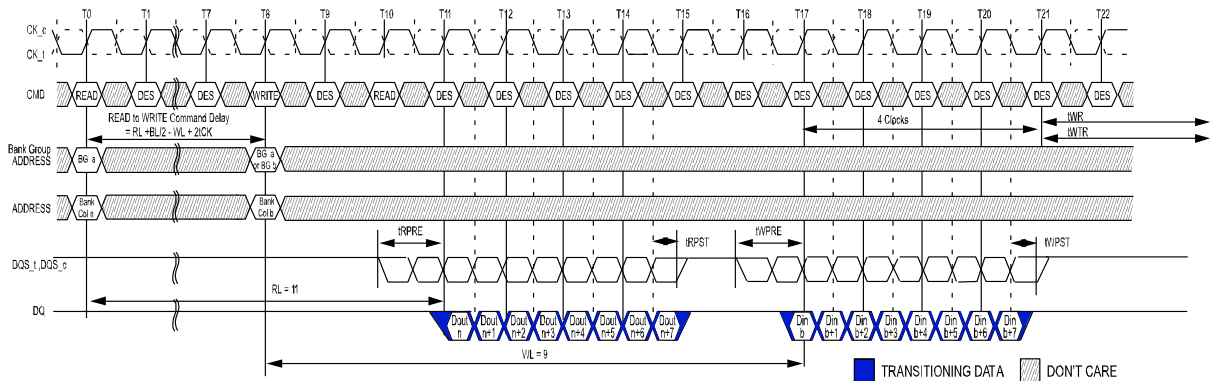 T0 T1 T7 T8 T9 T10 T11 T12 T13 T14 T15 T16 T17 T18 T19 T20 T21 T22
CK_c
CK_t
CMD READ DES DES WRITE DES READ DES DES DES DES DES DES DES DES DES DES DES DES
READ to WRITE Command Delay
= RL +BL/2 - WL + 2tCK
4 Clocks
tWR
tWTR
Bank Group
ADDRESS
BG a
BG a
or BG b
ADDRESS
Bank
Col n
Bank
Col b
tRPRE
tRPST
tWPRE
tWPST
DQS_t ,DQS_c
RL = 11
DQ
Dout
n
Dout
n+1
Dout
n+2
Dout
n+3
Dout
n+4
Dout
n+5
Dout
n+6
Dout
n+7
Din
b
Din
b+1
Din
b+2
Din
b+3
Din
b+4
Din
b+5
Din
b+6
Din
b+7
WL = 9
TRANSITIONING DATA
DON'T CARE